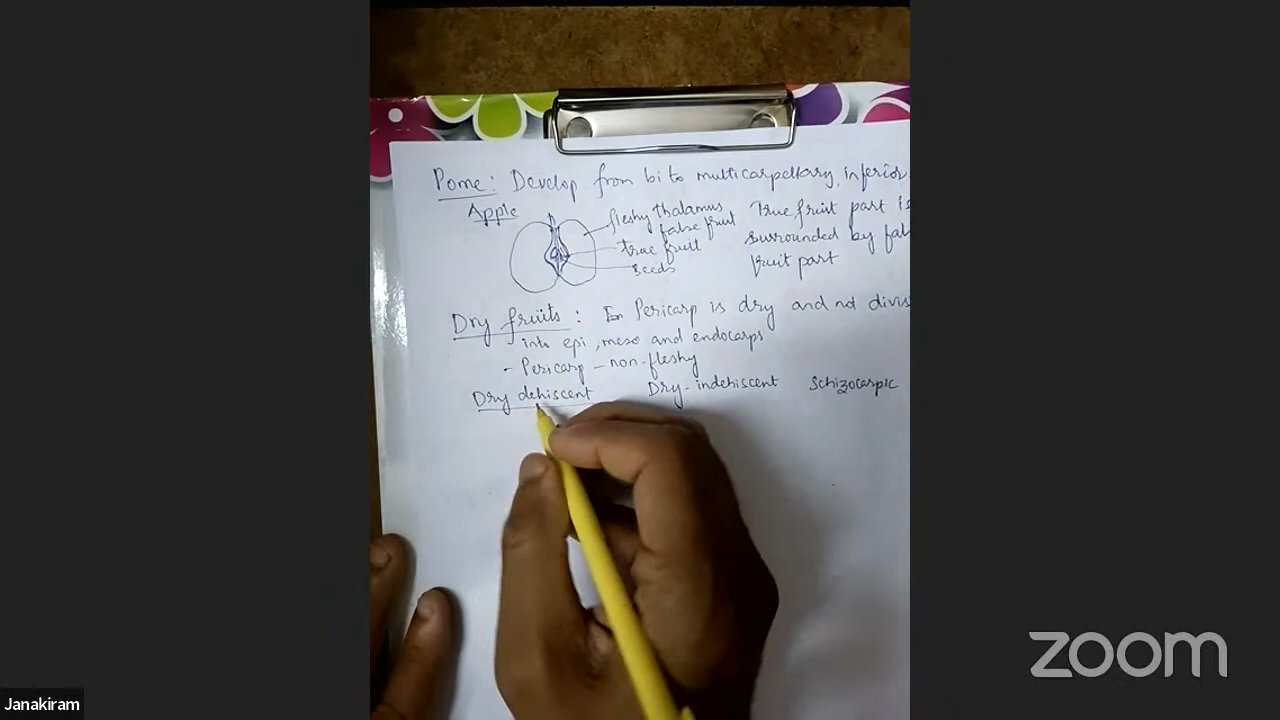 Pome: Develop from bi to multicarpellary, inferior
Apple
fleshy thalamus
false fruit
true fruit
seeds
True fruit part is
surrounded by fal
fruit part
Dry fruits: Pericarp is dry and not divis
into epi, meso and endocarps
- Pericarp - non-fleshy
Dry dehiscent Dry-indehiscent Schizocarpic
zoom
Janakiram